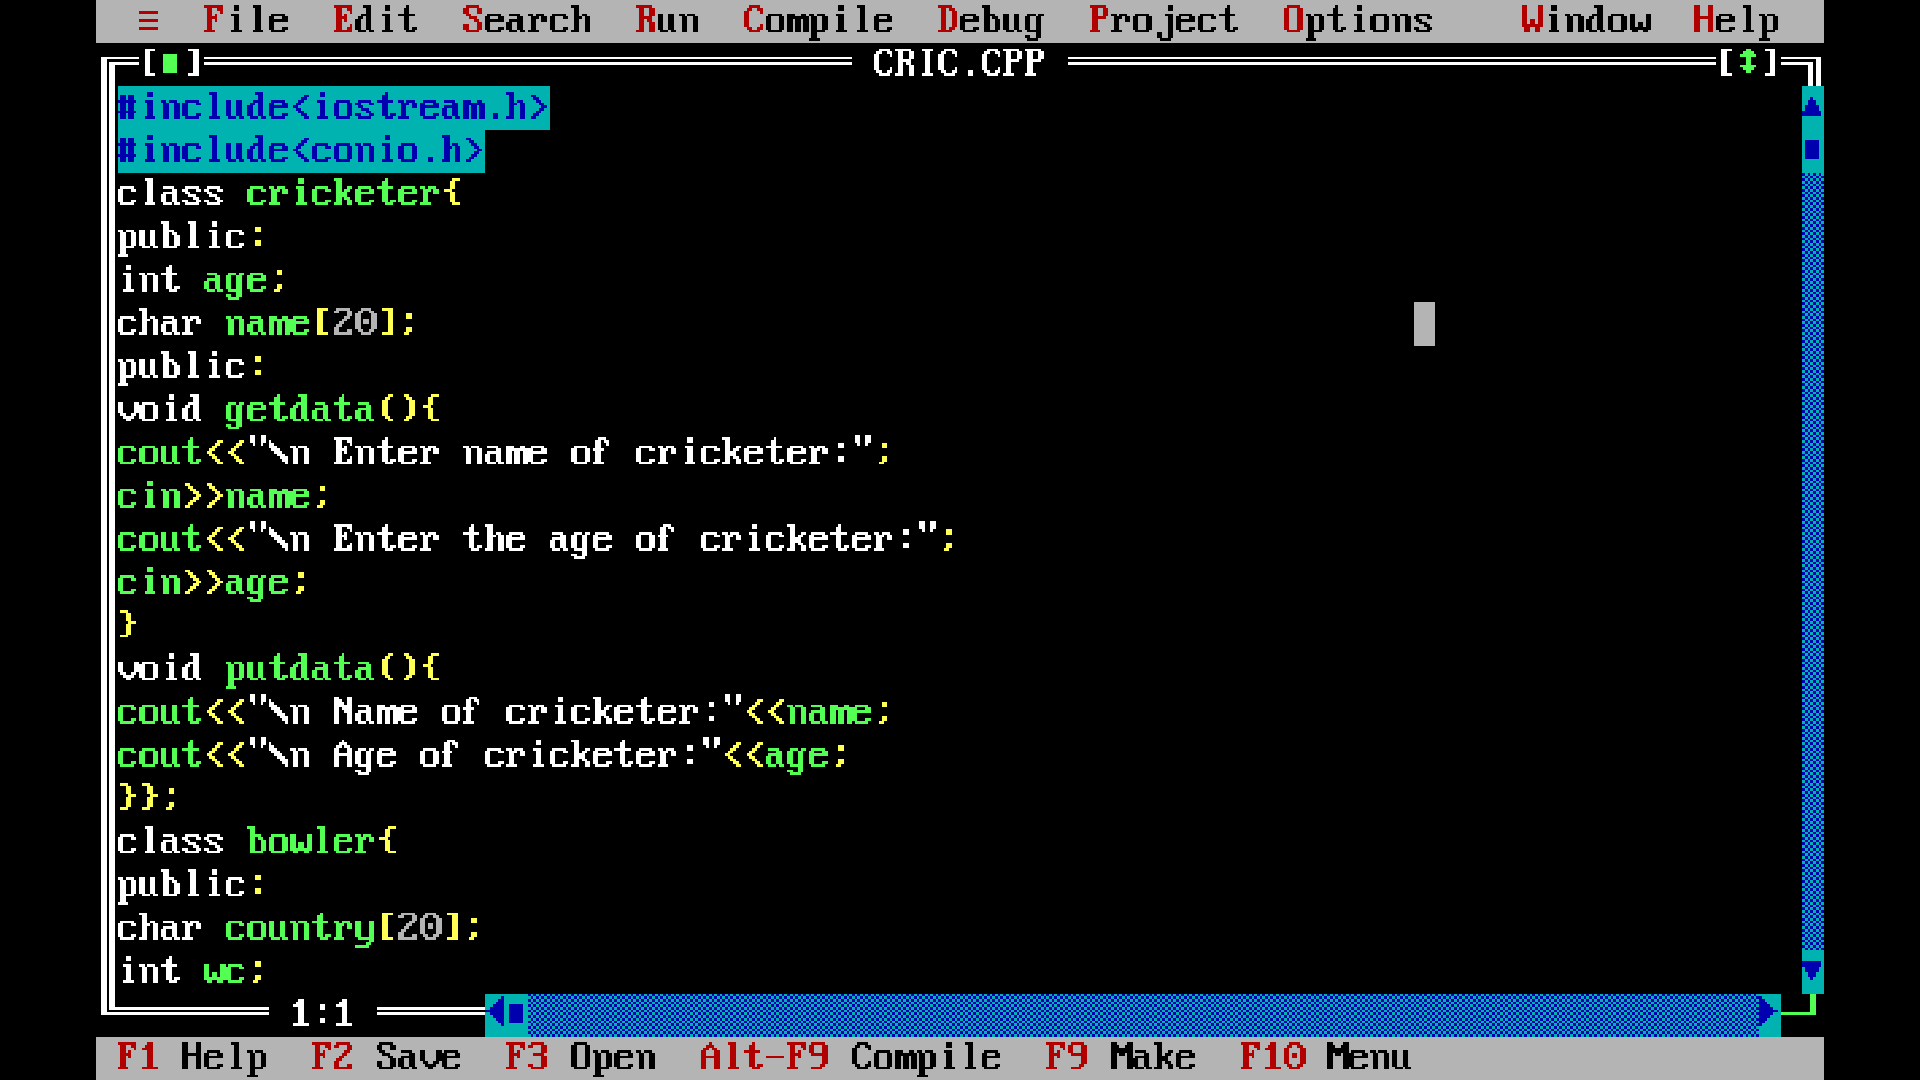 ≡ File Edit Search Run Compile Debug Project Options Window Help
[■] CRIC.CPP [↕]
#include<iostream.h>
#include<conio.h>
class cricketer{
public:
int age;
char name[20];
public:
void getdata(){
cout<<"\n Enter name of cricketer:";
cin>>name;
cout<<"\n Enter the age of cricketer:";
cin>>age;
}
void putdata(){
cout<<"\n Name of cricketer:"<<name;
cout<<"\n Age of cricketer:"<<age;
}};
class bowler{
public:
char country[20];
int wc;
1:1
F1 Help F2 Save F3 Open Alt-F9 Compile F9 Make F10 Menu